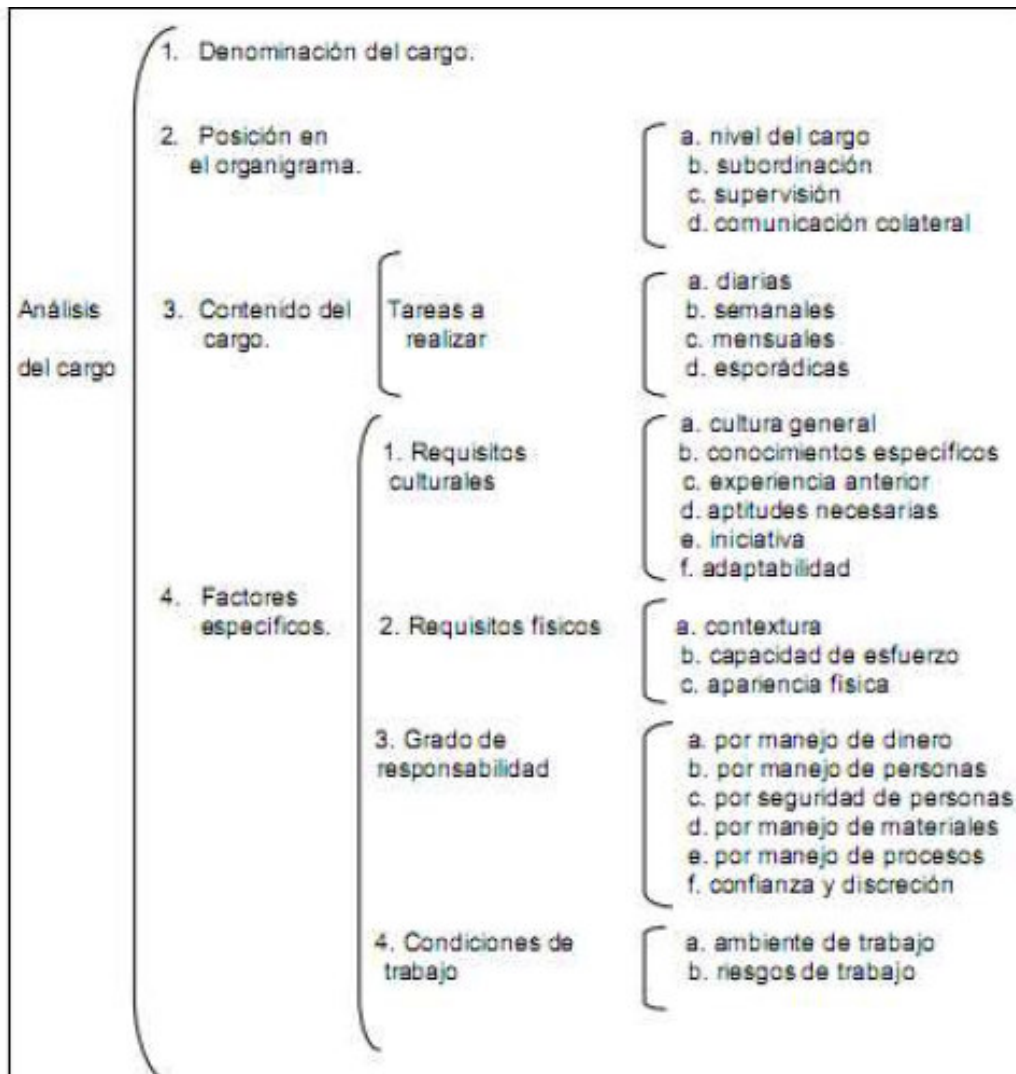 1. Denominación del cargo.
2. Posición en
el organigrama.
a. nivel del cargo
b. subordinación
c. supervisión
d. comunicación colateral
Análisis
del cargo
3. Contenido del
cargo.
Tareas a
realizar
a. diarias
b. semanales
c. mensuales
d. esporádicas
4. Factores
específicos.
1. Requisitos
culturales
a. cultura general
b. conocimientos específicos
c. experiencia anterior
d. aptitudes necesarias
e. iniciativa
f. adaptabilidad
2. Requisitos físicos
a. contextura
b. capacidad de esfuerzo
c. apariencia física
3. Grado de
responsabilidad
a. por manejo de dinero
b. por manejo de personas
c. por seguridad de personas
d. por manejo de materiales
e. por manejo de procesos
f. confianza y discreción
4. Condiciones de
trabajo
a. ambiente de trabajo
b. riesgos de trabajo